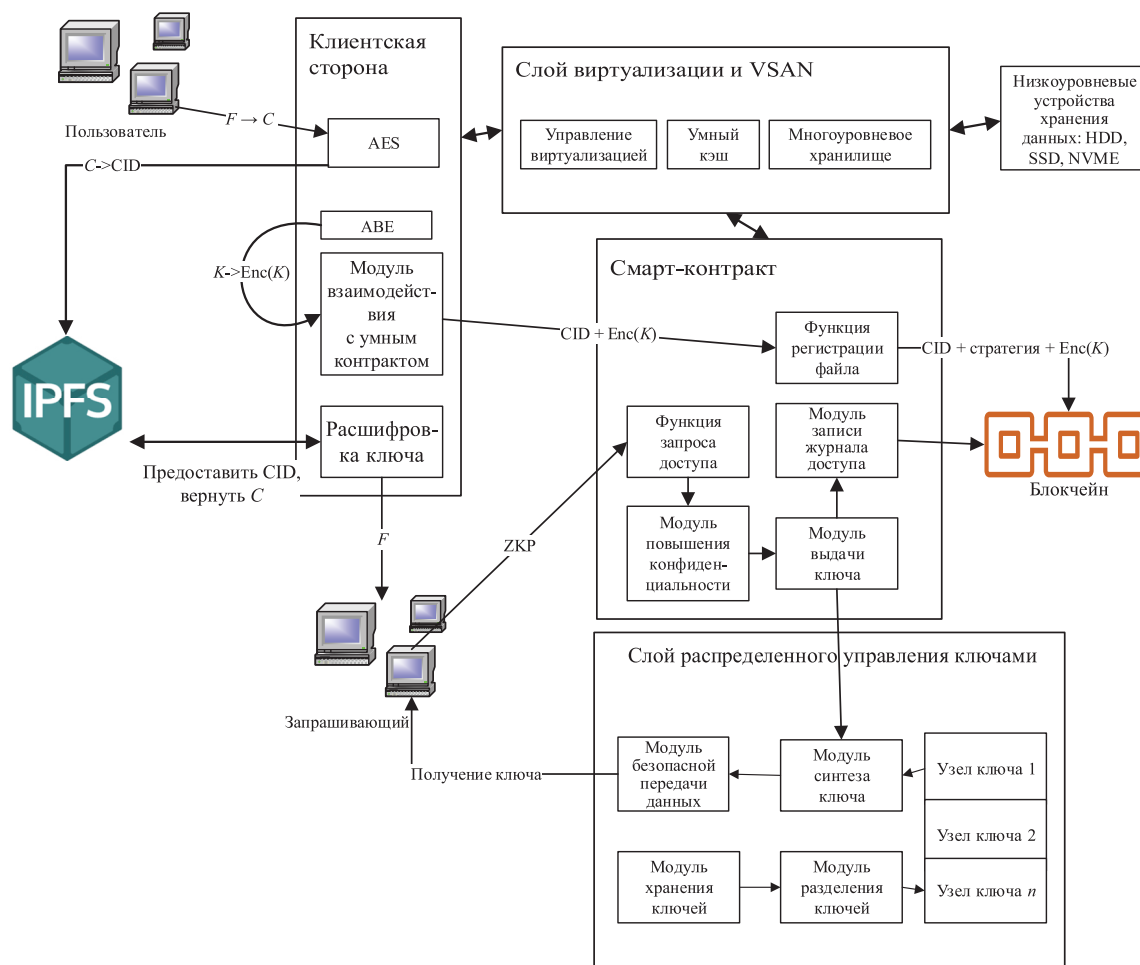 Пользователь
F → C
C->CID
Клиентская
сторона
AES
ABE
K->Enc(K)
Модуль
взаимодейст-
вия
с умным
контрактом
Расшифров-
ка ключа
IPFS
Предоставить CID,
вернуть C
F
Слой виртуализации и VSAN
Управление
виртуализацией
Умный
кэш
Многоуровневое
хранилище
Низкоуровневые
устройства
хранения
данных: HDD,
SSD, NVME
Смарт-контракт
CID + Enc(K)
Функция
регистрации
файла
CID + стратегия + Enc(K)
Функция
запроса
доступа
Модуль
записи
журнала
доступа
Блокчейн
Модуль
повышения
конфиден-
циальности
Модуль
выдачи
ключа
ZKP
Запрашивающий
Получение ключа
Слой распределенного управления ключами
Модуль
безопасной
передачи
данных
Модуль
синтеза
ключа
Узел ключа 1
Узел ключа 2
Модуль
хранения
ключей
Модуль
разделения
ключей
Узел ключа n